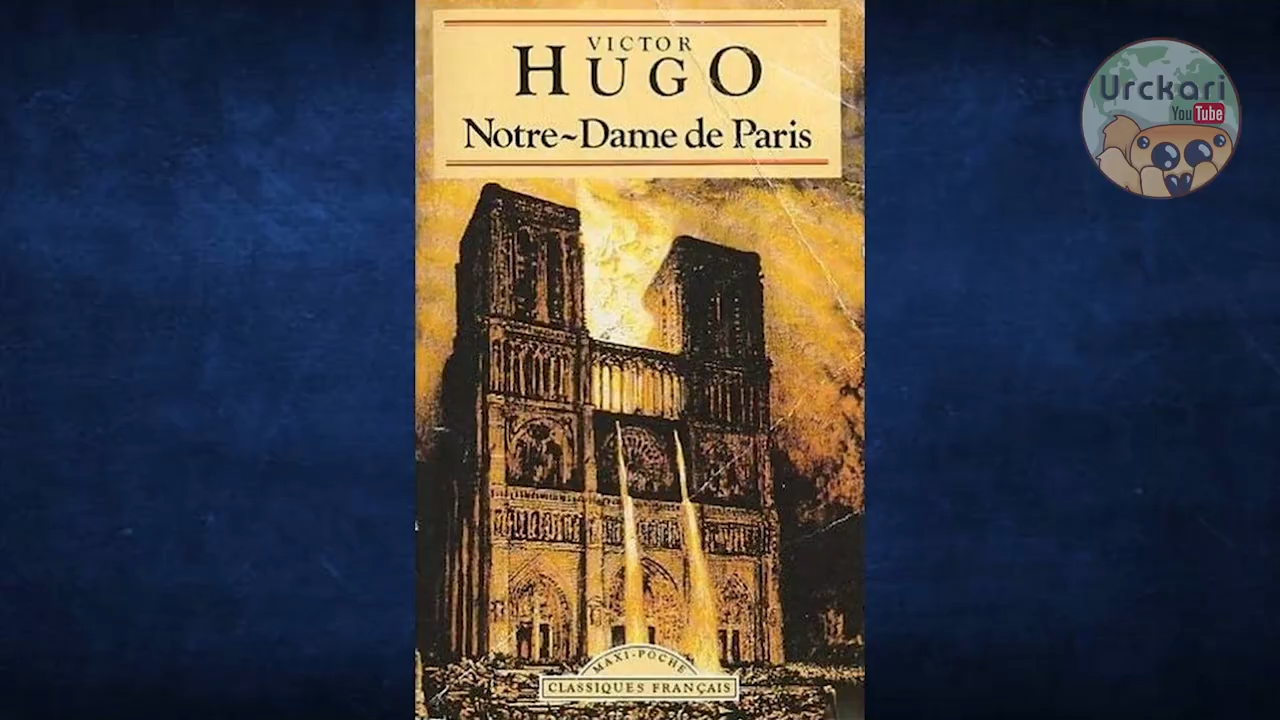 VICTOR
HUGO
Notre~Dame de Paris
Urckari
YouTube
MAXI-POCHE
CLASSIQUES FRANÇAIS